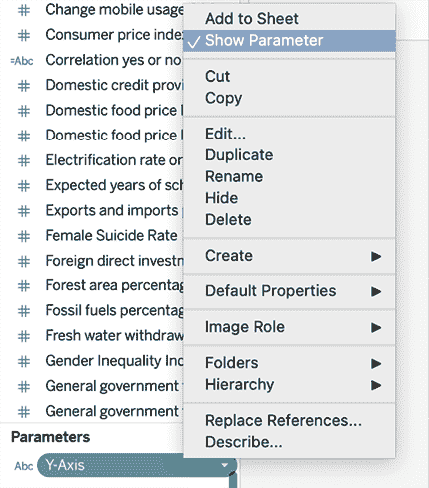 Change mobile usage
Consumer price index
Correlation yes or no
Domestic credit provi
Domestic food price
Domestic food price
Electrification rate or
Expected years of sch
Exports and imports
Female Suicide Rate
Foreign direct investn
Forest area percentag
Fossil fuels percentag
Fresh water withdraw
Gender Inequality Inc
General government
General government
Parameters
Abc Y-Axis
=Abc
Add to Sheet
✓ Show Parameter
Cut
Copy
Edit...
Duplicate
Rename
Hide
Delete
Create
Default Properties
Image Role
Folders
Hierarchy
Replace References...
Describe...